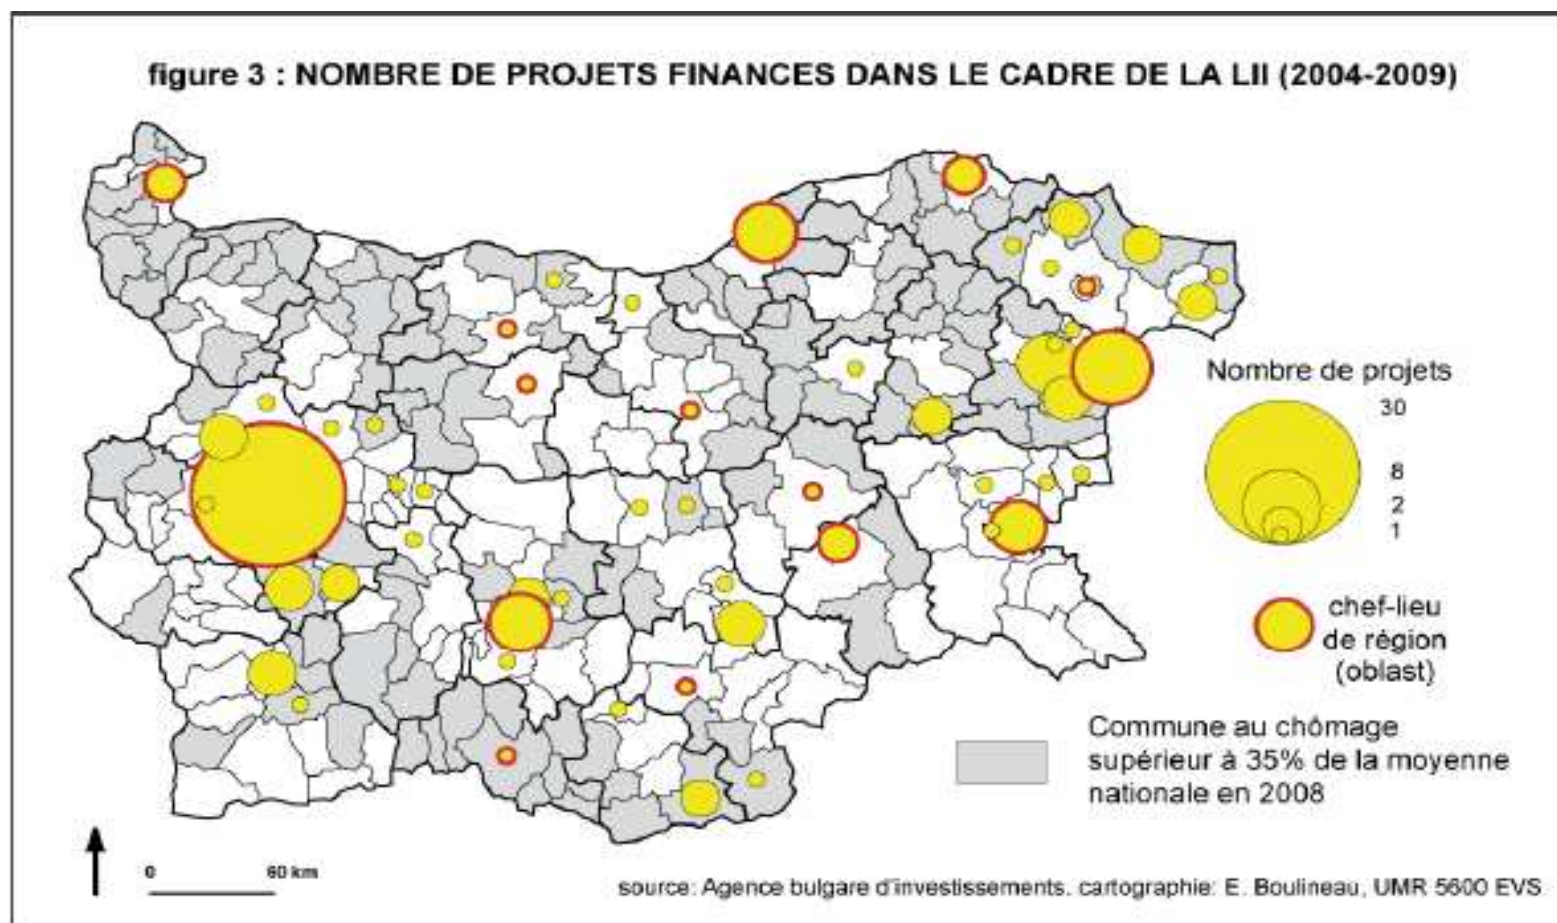 figure 3 : NOMBRE DE PROJETS FINANCES DANS LE CADRE DE LA LII (2004-2009)
Nombre de projets
30
8
2
1
chef-lieu
de région
(oblast)
Commune au chômage
supérieur à 35% de la moyenne
nationale en 2008
0 60 km
source: Agence bulgare d'investissements. cartographie: E. Boulineau, UMR 5600 EVS